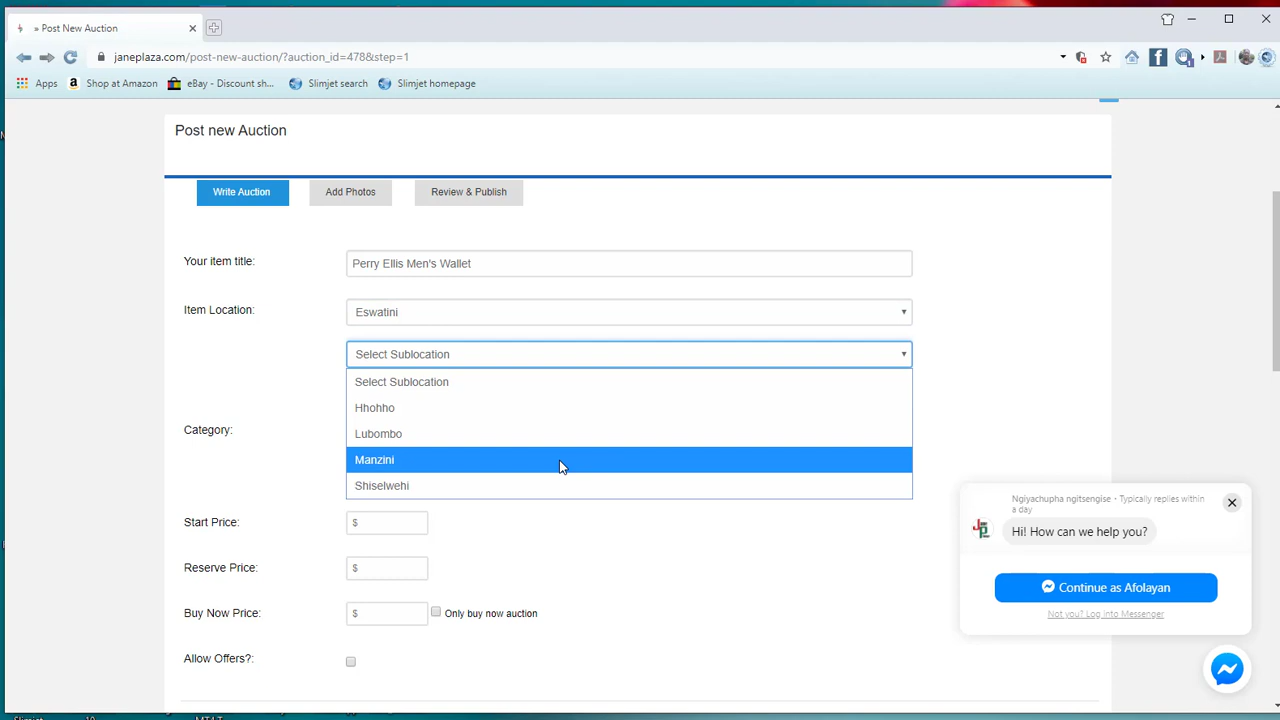 » Post New Auction
janeplaza.com/post-new-auction/?auction_id=478&step=1
Apps Shop at Amazon eBay - Discount sh... Slimjet search Slimjet homepage
Post new Auction
Write Auction Add Photos Review & Publish
Your item title: Perry Ellis Men's Wallet
Item Location: Eswatini
Select Sublocation
Select Sublocation
Hhohho
Category:
Lubombo
Manzini
Shiselwehi
Start Price: $
Reserve Price: $
Buy Now Price: $ Only buy now auction
Allow Offers?:
Ngiyachupha ngitsengise • Typically replies within
a day
Hi! How can we help you?
Continue as Afolayan
Not you? Log into Messenger
Slimjet 10 MT4 T